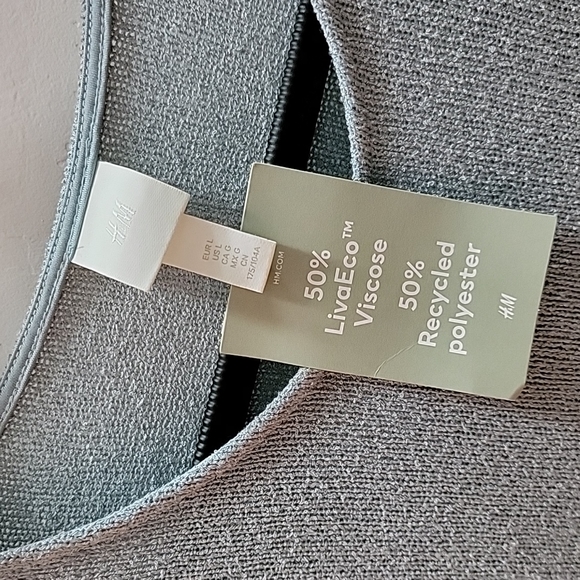 H&M
EUR L
US L
CA G
MX G
CN
175/104A
HM.COM
50%
LivaEco™
Viscose
50%
Recycled
polyester
H&M